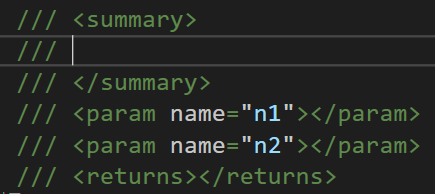 /// <summary>
///
/// </summary>
/// <param name="n1"></param>
/// <param name="n2"></param>
/// <returns></returns>